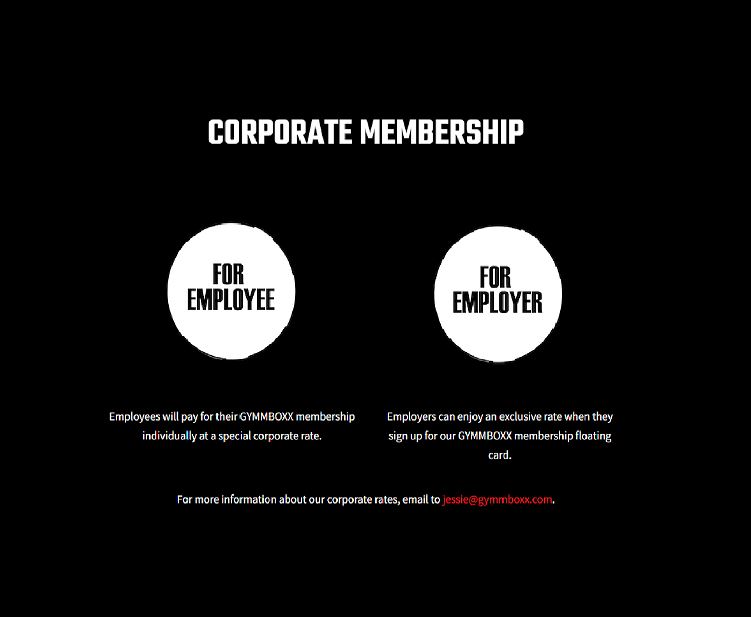 CORPORATE MEMBERSHIP
FOR
EMPLOYEE
FOR
EMPLOYER
Employees will pay for their GYMMBOXX membership
individually at a special corporate rate.
Employers can enjoy an exclusive rate when they
sign up for our GYMMBOXX membership floating
card.
For more information about our corporate rates, email to jessie@gymmboxx.com.